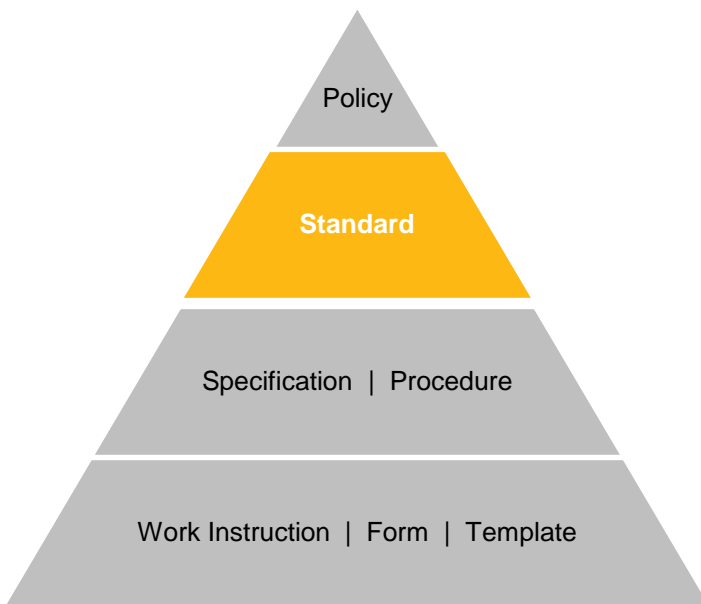 Policy
Standard
Specification | Procedure
Work Instruction | Form | Template